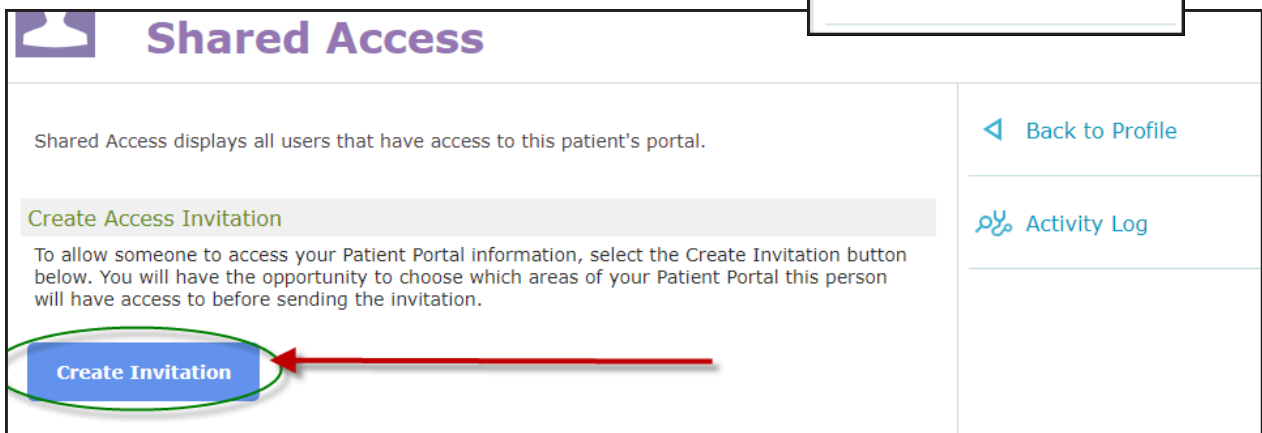 Shared Access
Shared Access displays all users that have access to this patient's portal.
Create Access Invitation
To allow someone to access your Patient Portal information, select the Create Invitation button
below. You will have the opportunity to choose which areas of your Patient Portal this person
will have access to before sending the invitation.
Create Invitation
Back to Profile
Activity Log